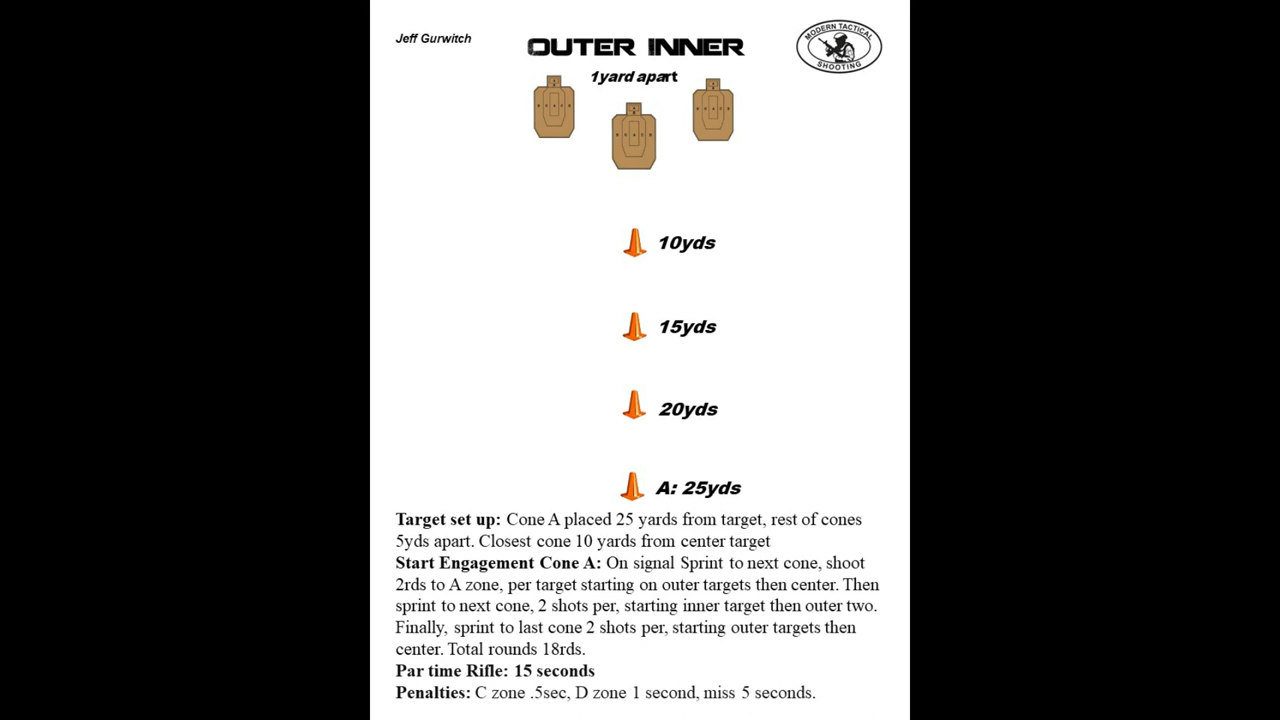 Jeff Gurwitch
OUTER INNER
MODERN TACTICAL
SHOOTING
1yard apart
10yds
15yds
20yds
A: 25yds
Target set up: Cone A placed 25 yards from target, rest of cones
5yds apart. Closest cone 10 yards from center target
Start Engagement Cone A: On signal Sprint to next cone, shoot
2rds to A zone, per target starting on outer targets then center. Then
sprint to next cone, 2 shots per, starting inner target then outer two.
Finally, sprint to last cone 2 shots per, starting outer targets then
center. Total rounds 18rds.
Par time Rifle: 15 seconds
Penalties: C zone .5sec, D zone 1 second, miss 5 seconds.